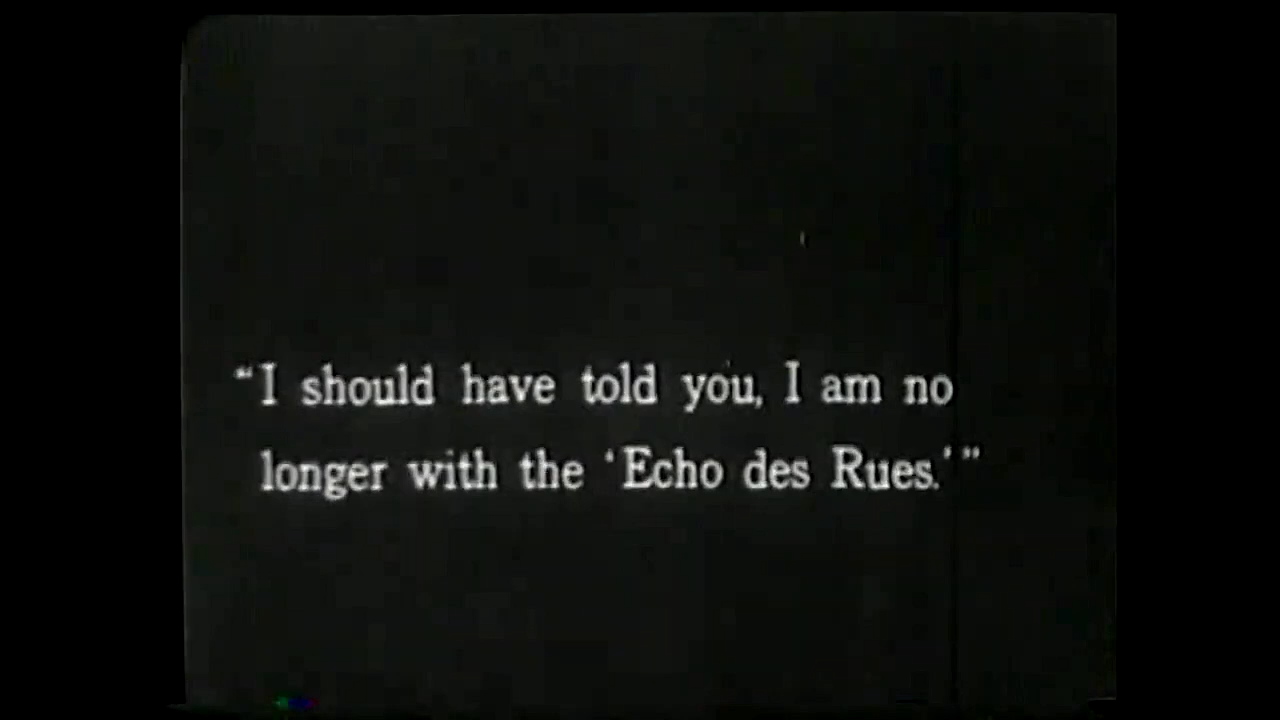 “I should have told you, I am no
longer with the ‘Echo des Rues.’”